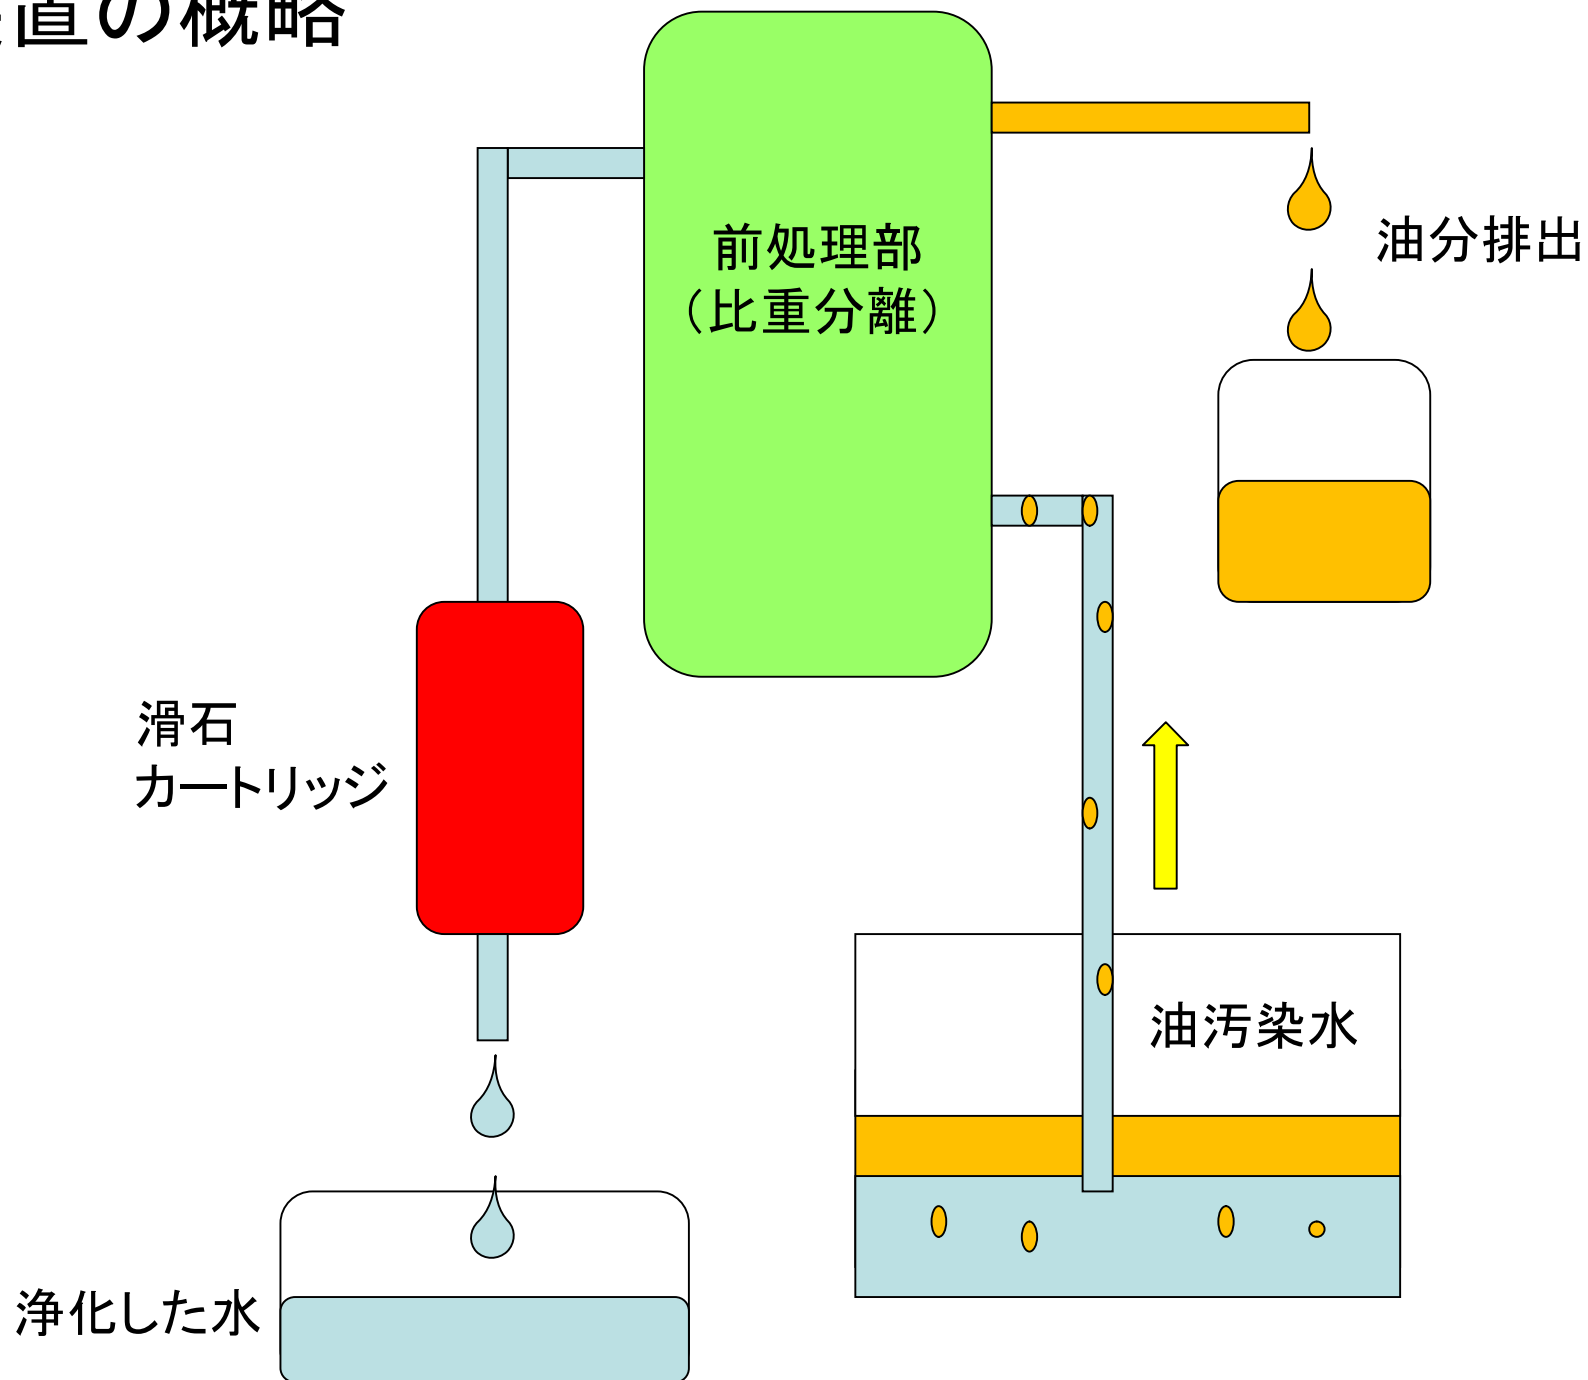 置の概略
前処理部
（比重分離）
油分排出
滑石
カートリッジ
油汚染水
浄化した水